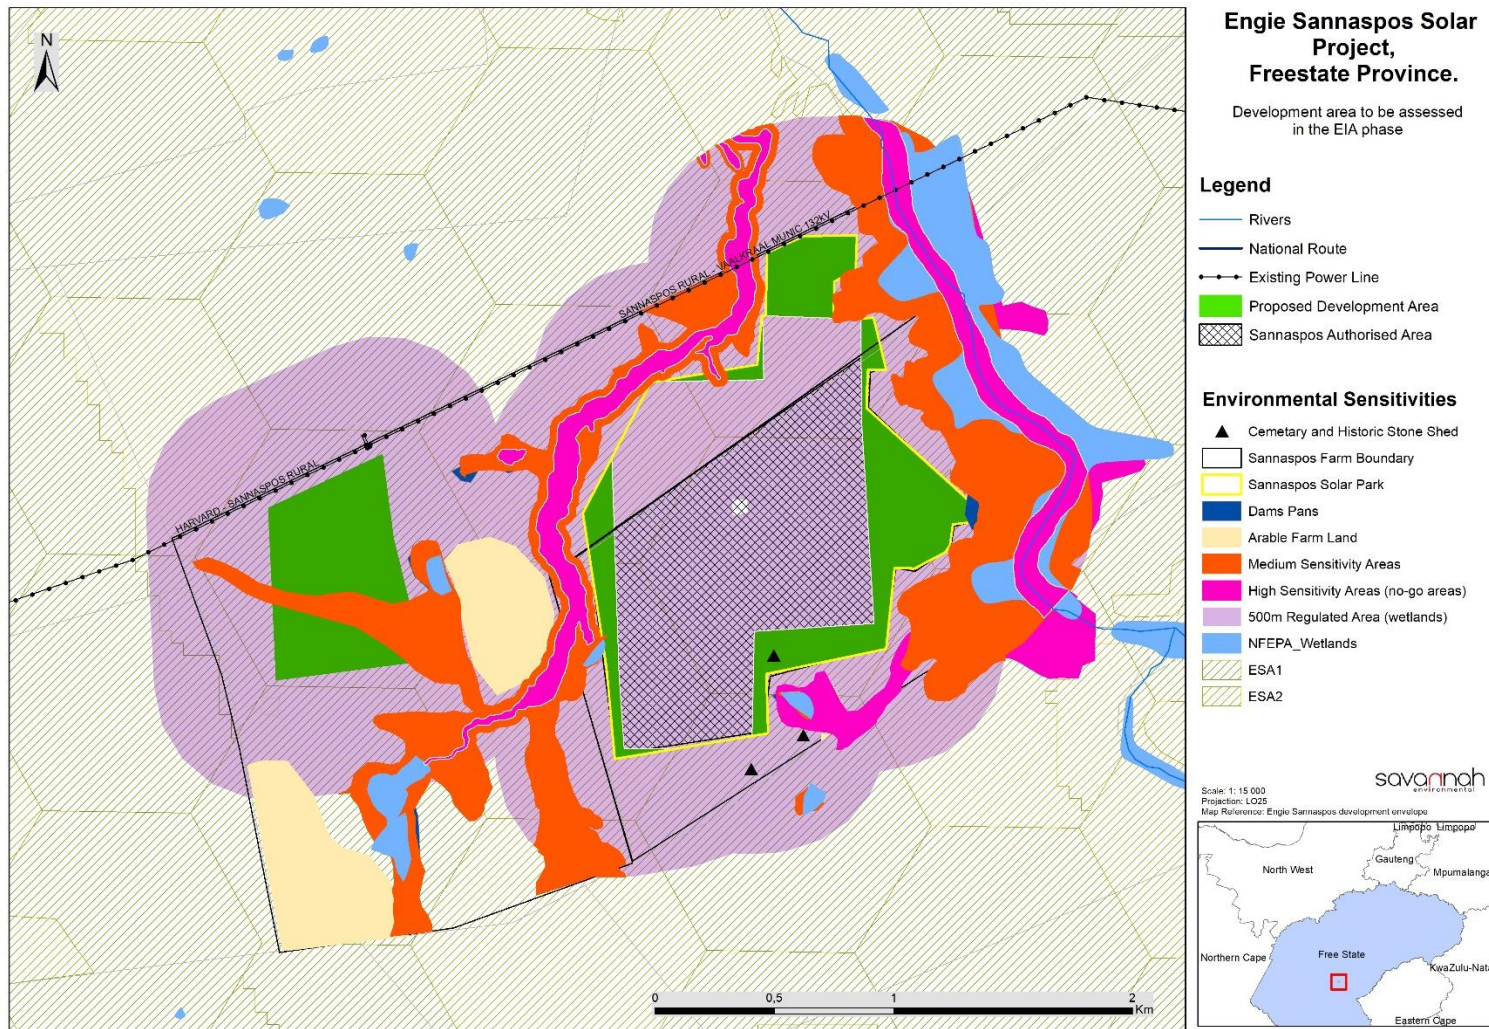 Engie Sannaspos Solar
Project,
Freestate Province.
Development area to be assessed
in the EIA phase
Legend
Rivers
National Route
Existing Power Line
Proposed Development Area
Sannaspos Authorised Area
Environmental Sensitivities
Cemetary and Historic Stone Shed
Sannaspos Farm Boundary
Sannaspos Solar Park
Dams Pans
Arable Farm Land
Medium Sensitivity Areas
High Sensitivity Areas (no-go areas)
500m Regulated Area (wetlands)
NFEPA_Wetlands
ESA1
ESA2
savannah
environmental
Scale: 1: 15 000
Projection: LO25
Map Reference: Engie Sannaspos development envelope
Limpopo Limpopo
North West
Gauteng
Mpumalanga
Northern Cape
Free State
KwaZulu-Nata
Eastern Cape
N
SANNASPOS RURAL - VAALKRAAL MUNIC 132KV
HARVARD - SANNASPOS RURAL
0 0,5 1 2
Km